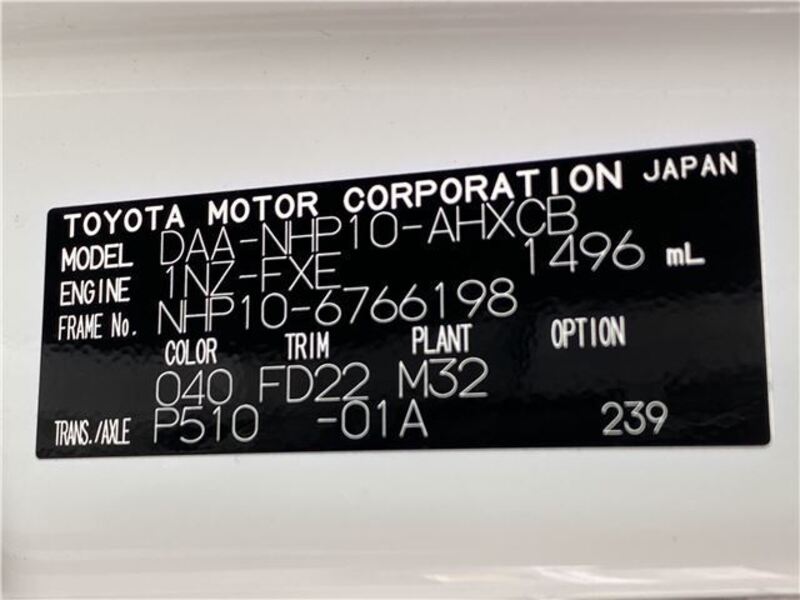 TOYOTA MOTOR CORPORATION JAPAN
MODEL DAA-NHP10-AHXCB
ENGINE 1NZ-FXE 1496 mL
FRAME No. NHP10-6766198
COLOR TRIM PLANT OPTION
040 FD22 M32
TRANS./AXLE P510 -01A 239